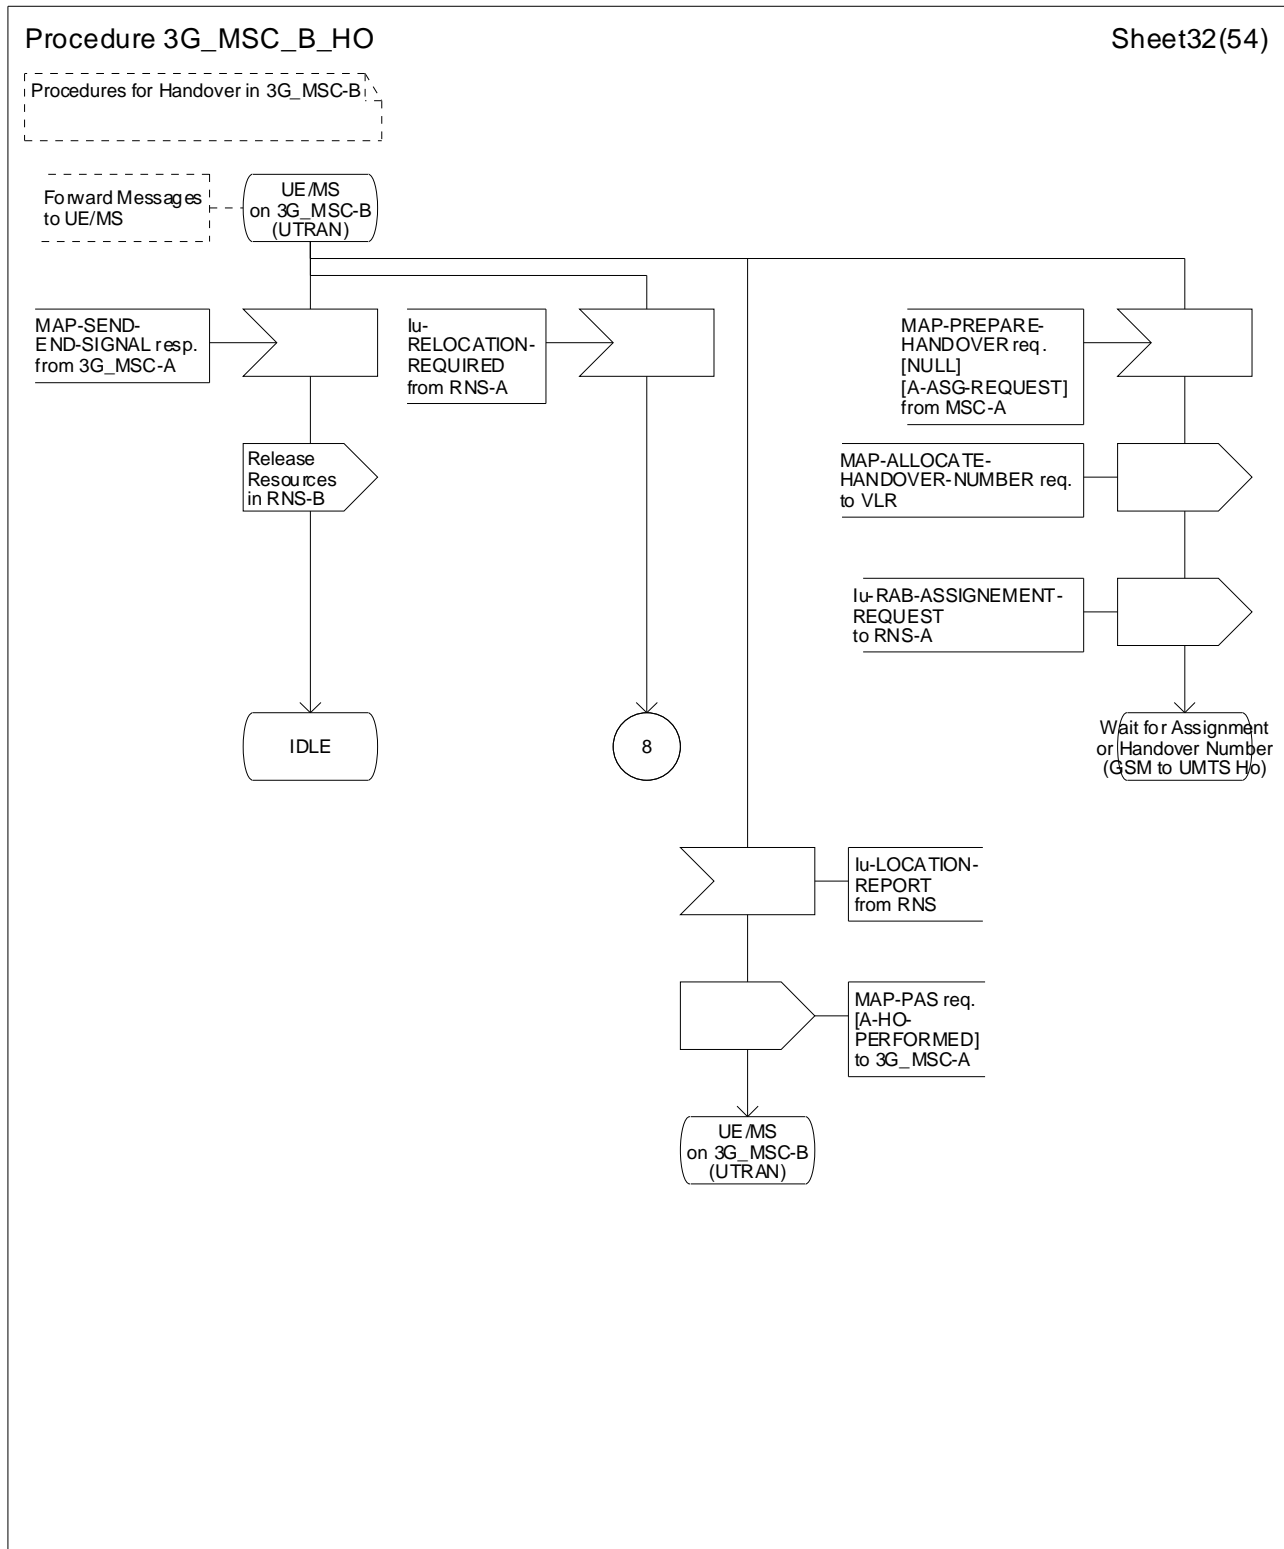 Procedure 3G_MSC_B_HO
Sheet32(54)
Procedures for Handover in 3G_MSC-B
Forward Messages
to UE/MS
UE/MS
on 3G_MSC-B
(UTRAN)
MAP-SEND-
END-SIGNAL resp.
from 3G_MSC-A
Iu-
RELOCATION-
REQUIRED
from RNS-A
MAP-PREPARE-
HANDOVER req.
[NULL]
[A-ASG-REQUEST]
from MSC-A
Release
Resources
in RNS-B
MAP-ALLOCATE-
HANDOVER-NUMBER req.
to VLR
Iu-RAB-ASSIGNEMENT-
REQUEST
to RNS-A
IDLE
8
Wait for Assignment
or Handover Number
(GSM to UMTS Ho)
Iu-LOCATION-
REPORT
from RNS
MAP-PAS req.
[A-HO-
PERFORMED]
to 3G_MSC-A
UE/MS
on 3G_MSC-B
(UTRAN)